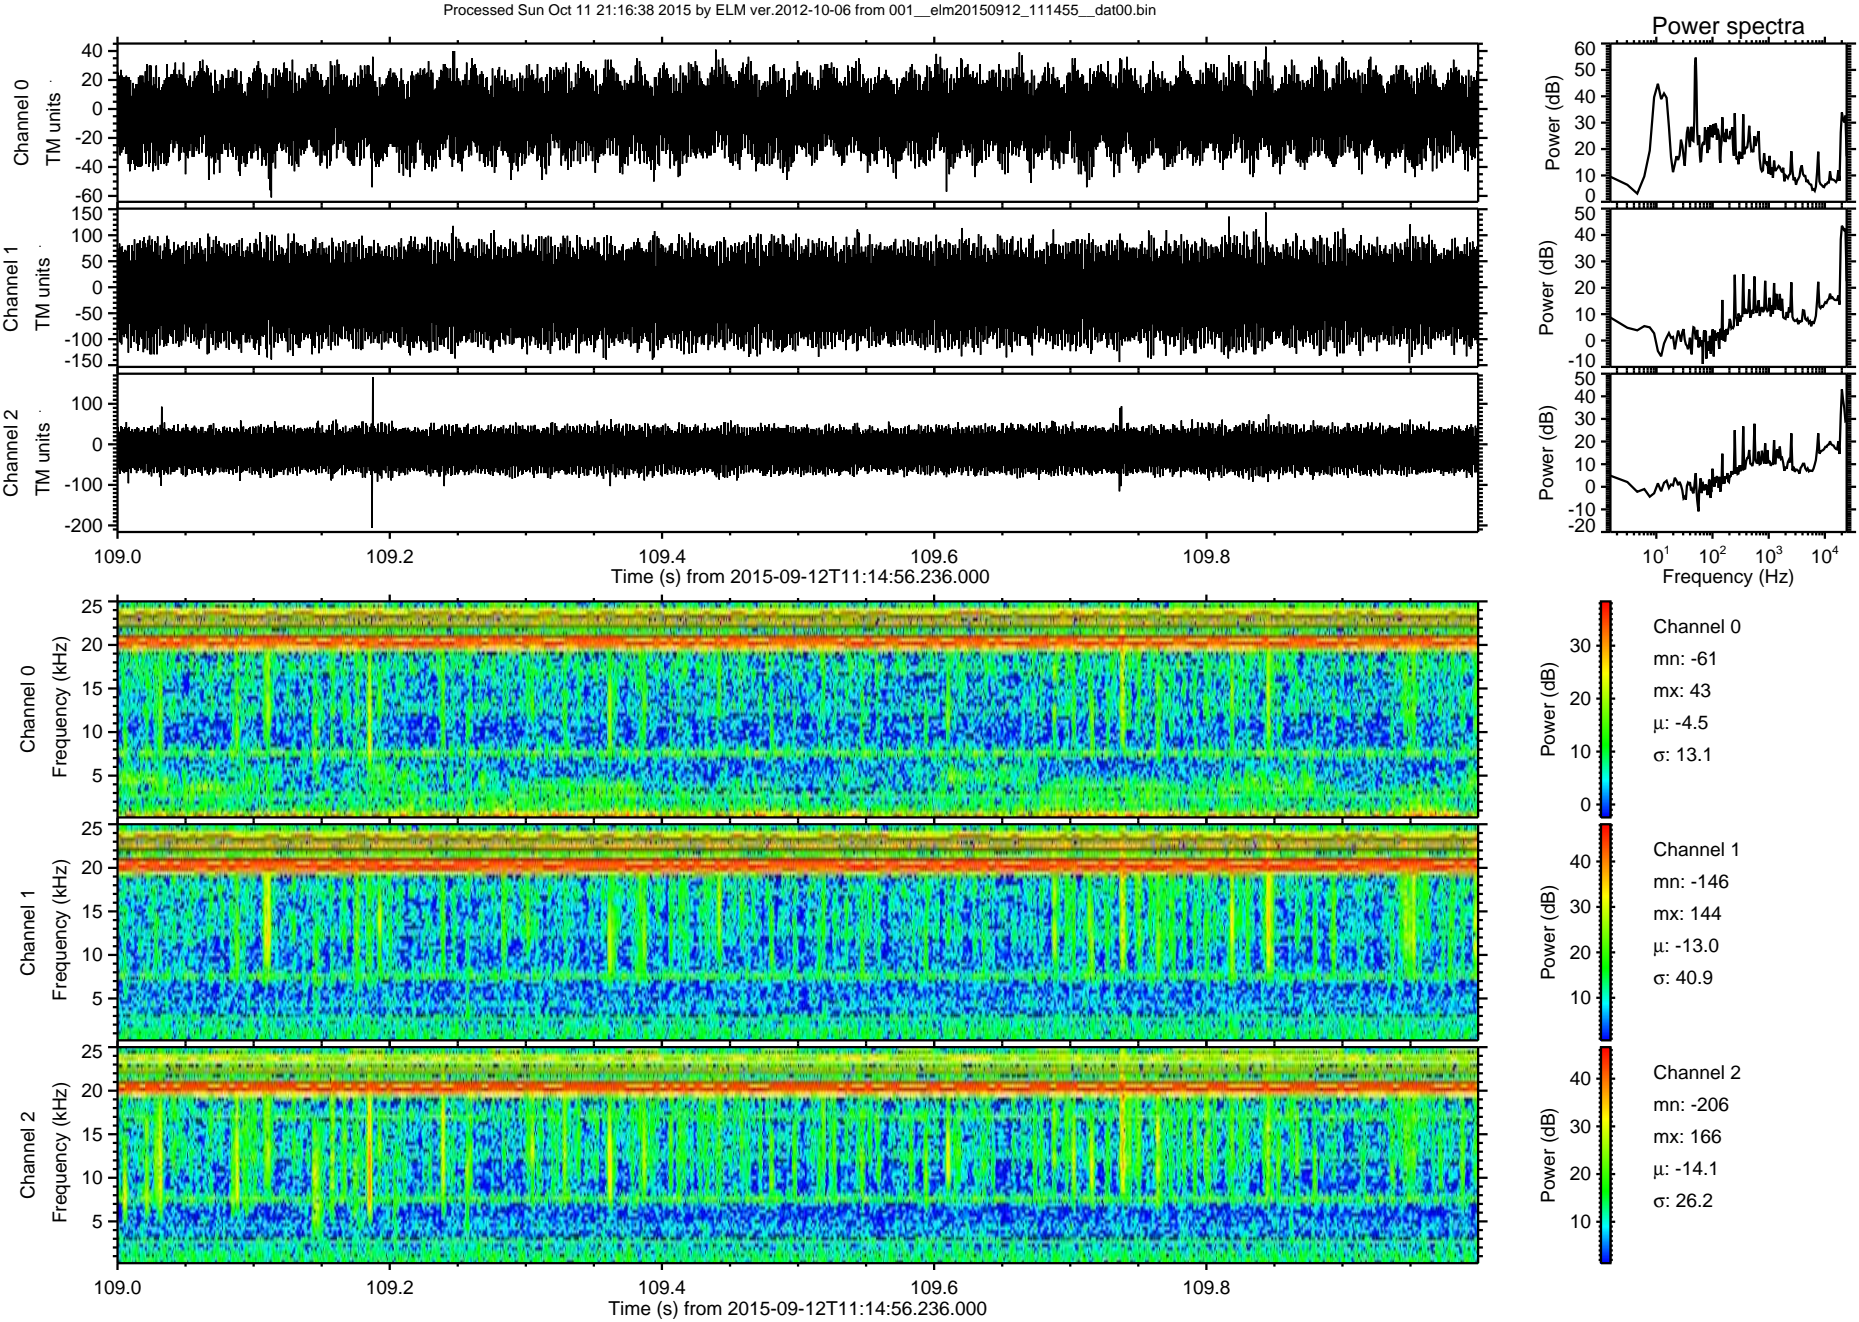 Processed Sun Oct 11 21:16:38 2015 by ELM ver.2012-10-06 from 001__elm20150912_111455__dat00.bin
Power spectra
Channel 0
TM units
40
20
0
-20
-40
-60
Power (dB)
60
50
40
30
20
10
0
Channel 1
TM units
150
100
50
0
-50
-100
-150
Power (dB)
50
40
30
20
10
0
-10
Channel 2
TM units
100
0
-100
-200
Power (dB)
50
40
30
20
10
0
-10
-20
109.0 109.2 109.4 109.6 109.8
Time (s) from 2015-09-12T11:14:56.236.000
10¹ 10² 10³ 10⁴
Frequency (Hz)
Channel 0
Frequency (kHz)
25
20
15
10
5
Power (dB)
30
20
10
0
Channel 0
mn: -61
mx: 43
μ: -4.5
σ: 13.1
Channel 1
Frequency (kHz)
25
20
15
10
5
Power (dB)
40
30
20
10
Channel 1
mn: -146
mx: 144
μ: -13.0
σ: 40.9
Channel 2
Frequency (kHz)
25
20
15
10
5
Power (dB)
40
30
20
10
Channel 2
mn: -206
mx: 166
μ: -14.1
σ: 26.2
109.0 109.2 109.4 109.6 109.8
Time (s) from 2015-09-12T11:14:56.236.000